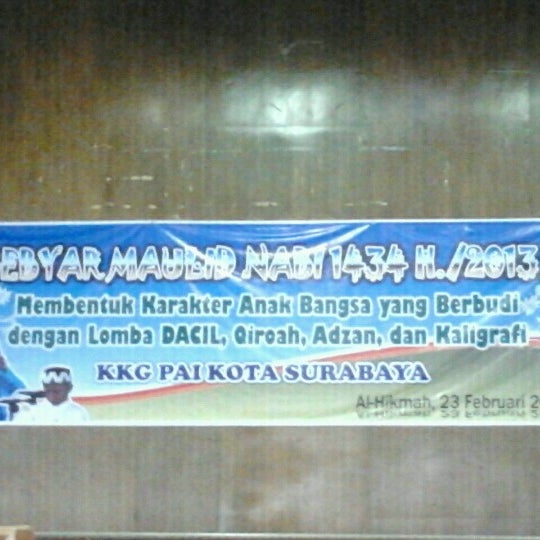 EBYAR MAULID NABI 1434 H./2013
Membentuk Karakter Anak Bangsa yang Berbudi
dengan Lomba DACIL, Qiroah, Adzan, dan Kaligrafi
KKG PAI KOTA SURABAYA
Al-Hikmah, 23 Februari 2